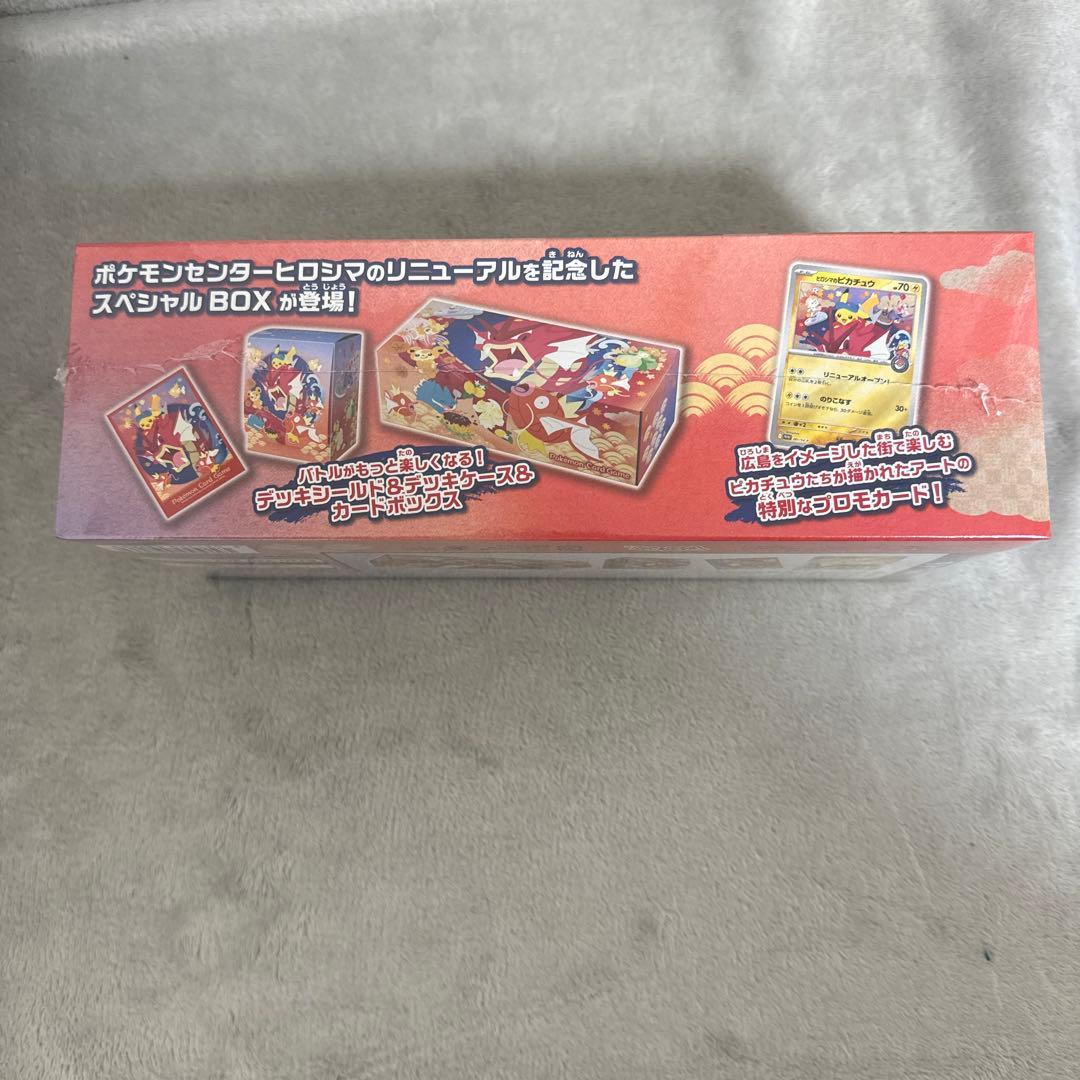 ポケモンセンターヒロシマのリニューアルを記念した
スペシャルBOXが登場!
Pokémon Card Game
Pokémon Card Game
バトルがもっと楽しくなる!
デッキシールド&デッキケース&
カードボックス
ヒロシマのピカチュウ
70
リニューアルオープン!
のりこなす
30+
広島をイメージした街で楽しむ
ピカチュウたちが描かれたアートの
特別なプロモカード!